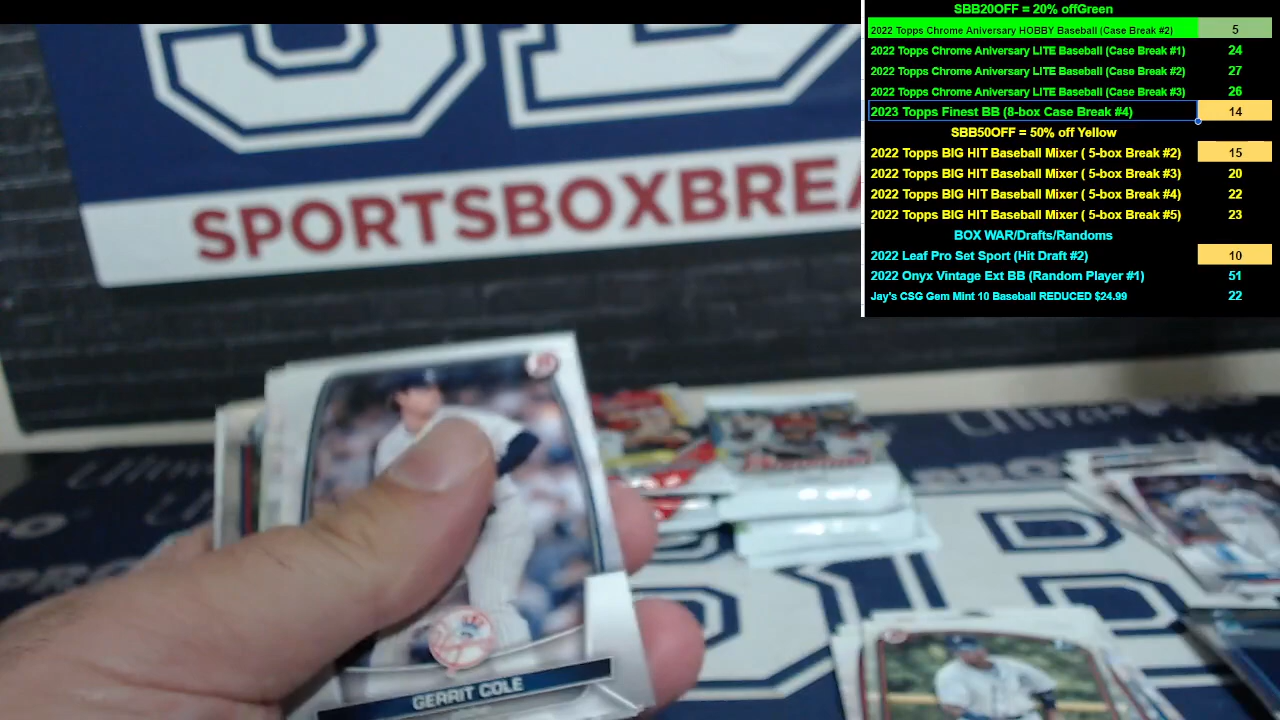 SBB20OFF = 20% offGreen
2022 Topps Chrome Aniversary HOBBY Baseball (Case Break #2) 5
2022 Topps Chrome Aniversary LITE Baseball (Case Break #1) 24
2022 Topps Chrome Aniversary LITE Baseball (Case Break #2) 27
2022 Topps Chrome Aniversary LITE Baseball (Case Break #3) 26
2023 Topps Finest BB (8-box Case Break #4) 14
SBB50OFF = 50% off Yellow
2022 Topps BIG HIT Baseball Mixer ( 5-box Break #2) 15
2022 Topps BIG HIT Baseball Mixer ( 5-box Break #3) 20
2022 Topps BIG HIT Baseball Mixer ( 5-box Break #4) 22
2022 Topps BIG HIT Baseball Mixer ( 5-box Break #5) 23
BOX WAR/Drafts/Randoms
2022 Leaf Pro Set Sport (Hit Draft #2) 10
2022 Onyx Vintage Ext BB (Random Player #1) 51
Jay's CSG Gem Mint 10 Baseball REDUCED $24.99 22
SPORTSBOXBREA
GERRIT COLE